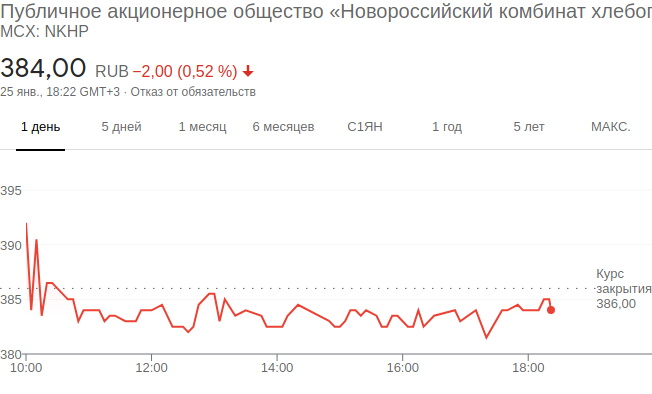 Публичное акционерное общество «Новороссийский комбинат
MCX: NKHP
384,00 RUB −2,00 (0,52 %)
25 янв., 18:22 GMT+3 · Отказ от обязательств
1 день 5 дней 1 месяц 6 месяцев С1ЯН 1 год 5 лет МАКС.
395
390
Курс
закрытия
385 386,00
380
10:00 12:00 14:00 16:00 18:00